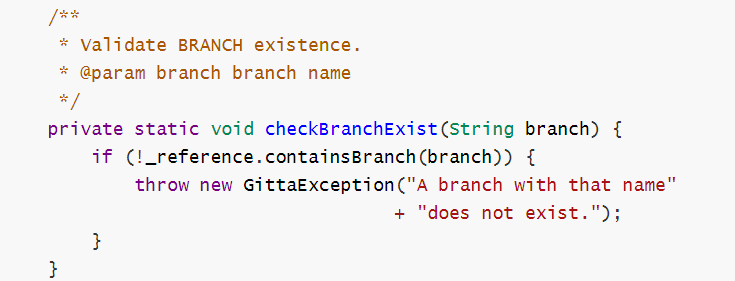 /**
 * Validate BRANCH existence.
 * @param branch branch name
 */
private static void checkBranchExist(String branch) {
    if (!_reference.containsBranch(branch)) {
        throw new GittaException("A branch with that name"
                                + "does not exist.");
    }
}